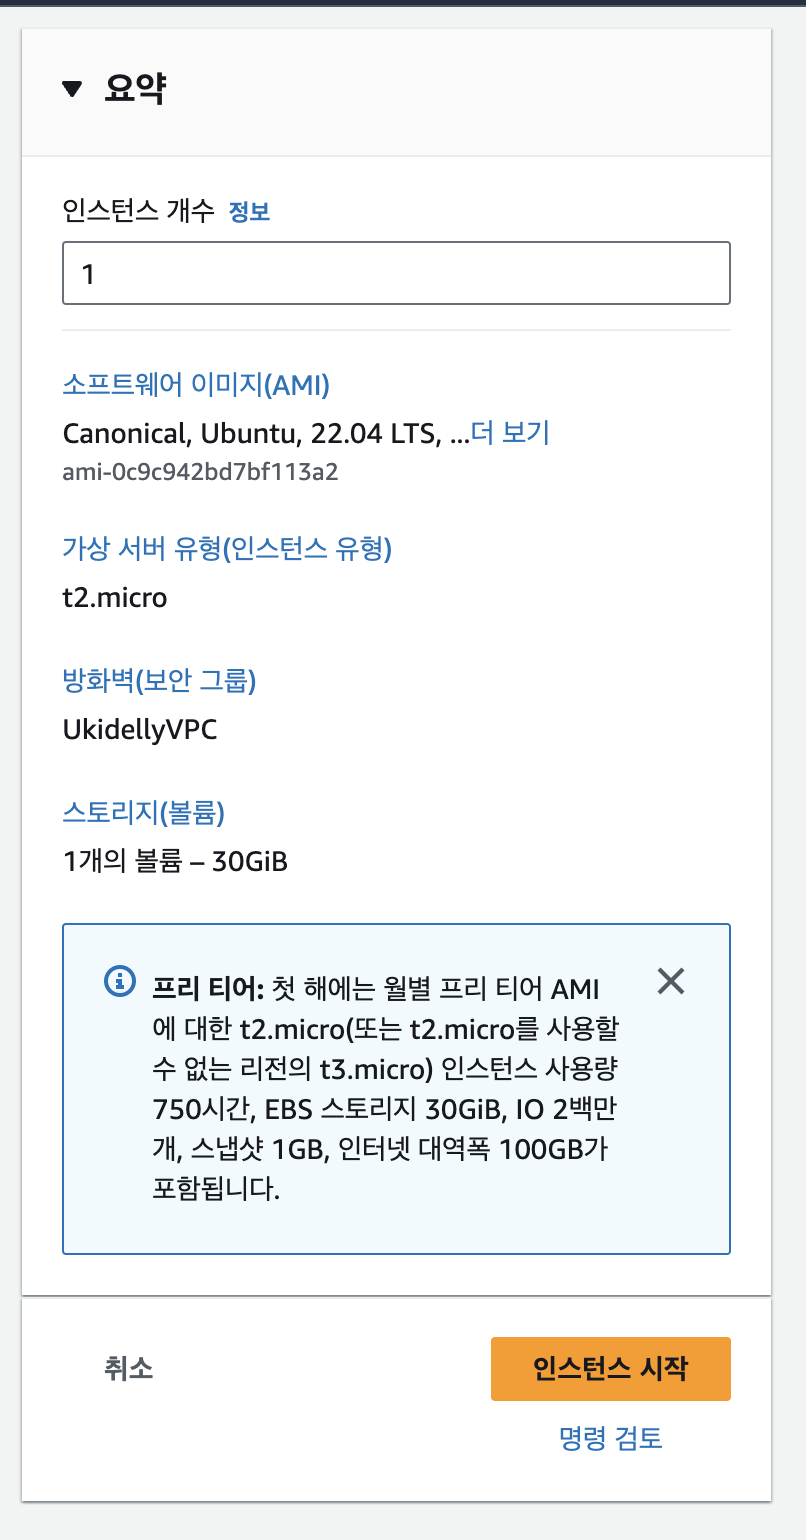 요약
인스턴스 개수 정보
1
소프트웨어 이미지(AMI)
Canonical, Ubuntu, 22.04 LTS, ...더 보기
ami-0c9c942bd7bf113a2
가상 서버 유형(인스턴스 유형)
t2.micro
방화벽(보안 그룹)
UkidellyVPC
스토리지(볼륨)
1개의 볼륨 – 30GiB
프리 티어: 첫 해에는 월별 프리 티어 AMI
에 대한 t2.micro(또는 t2.micro를 사용할
수 없는 리전의 t3.micro) 인스턴스 사용량
750시간, EBS 스토리지 30GiB, IO 2백만
개, 스냅샷 1GB, 인터넷 대역폭 100GB가
포함됩니다.
취소
인스턴스 시작
명령 검토